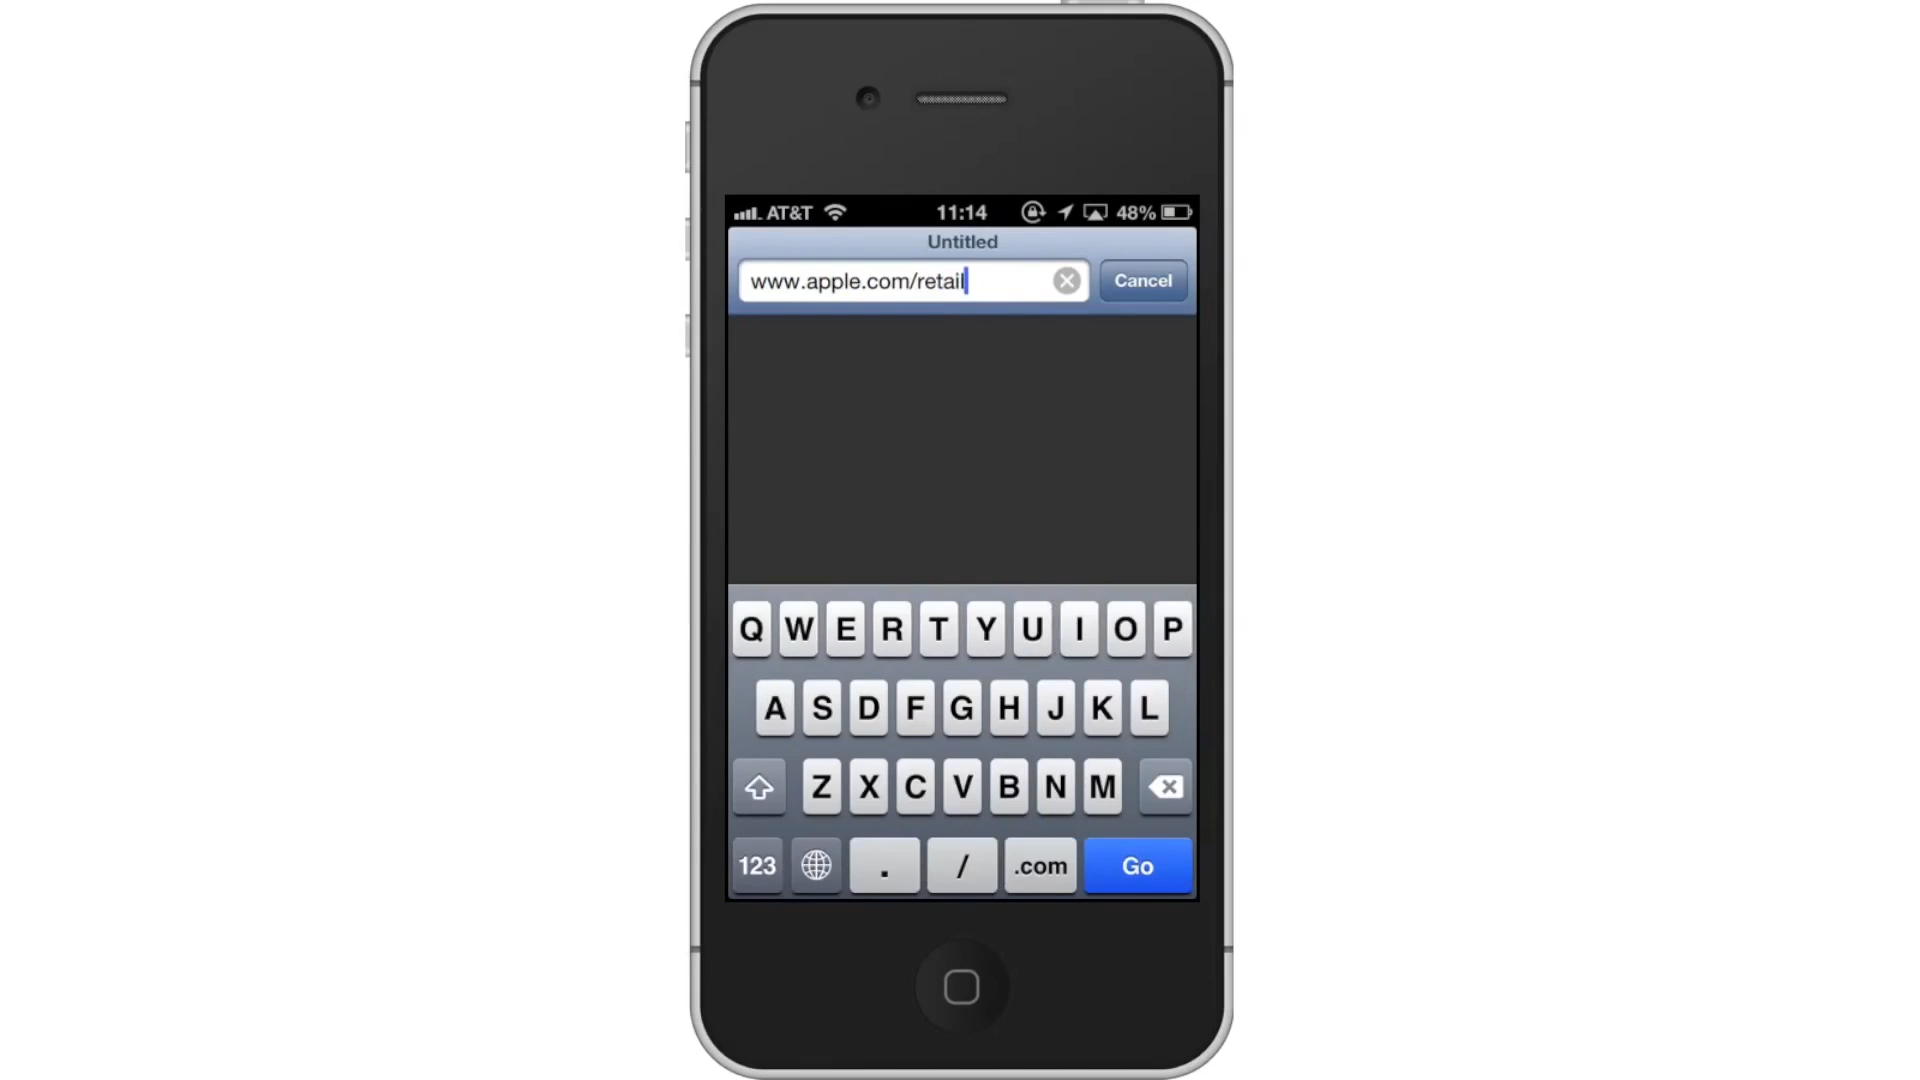 AT&T 11:14 48%
Untitled
www.apple.com/retail Cancel
Q W E R T Y U I O P
A S D F G H J K L
Z X C V B N M
123 . / .com Go